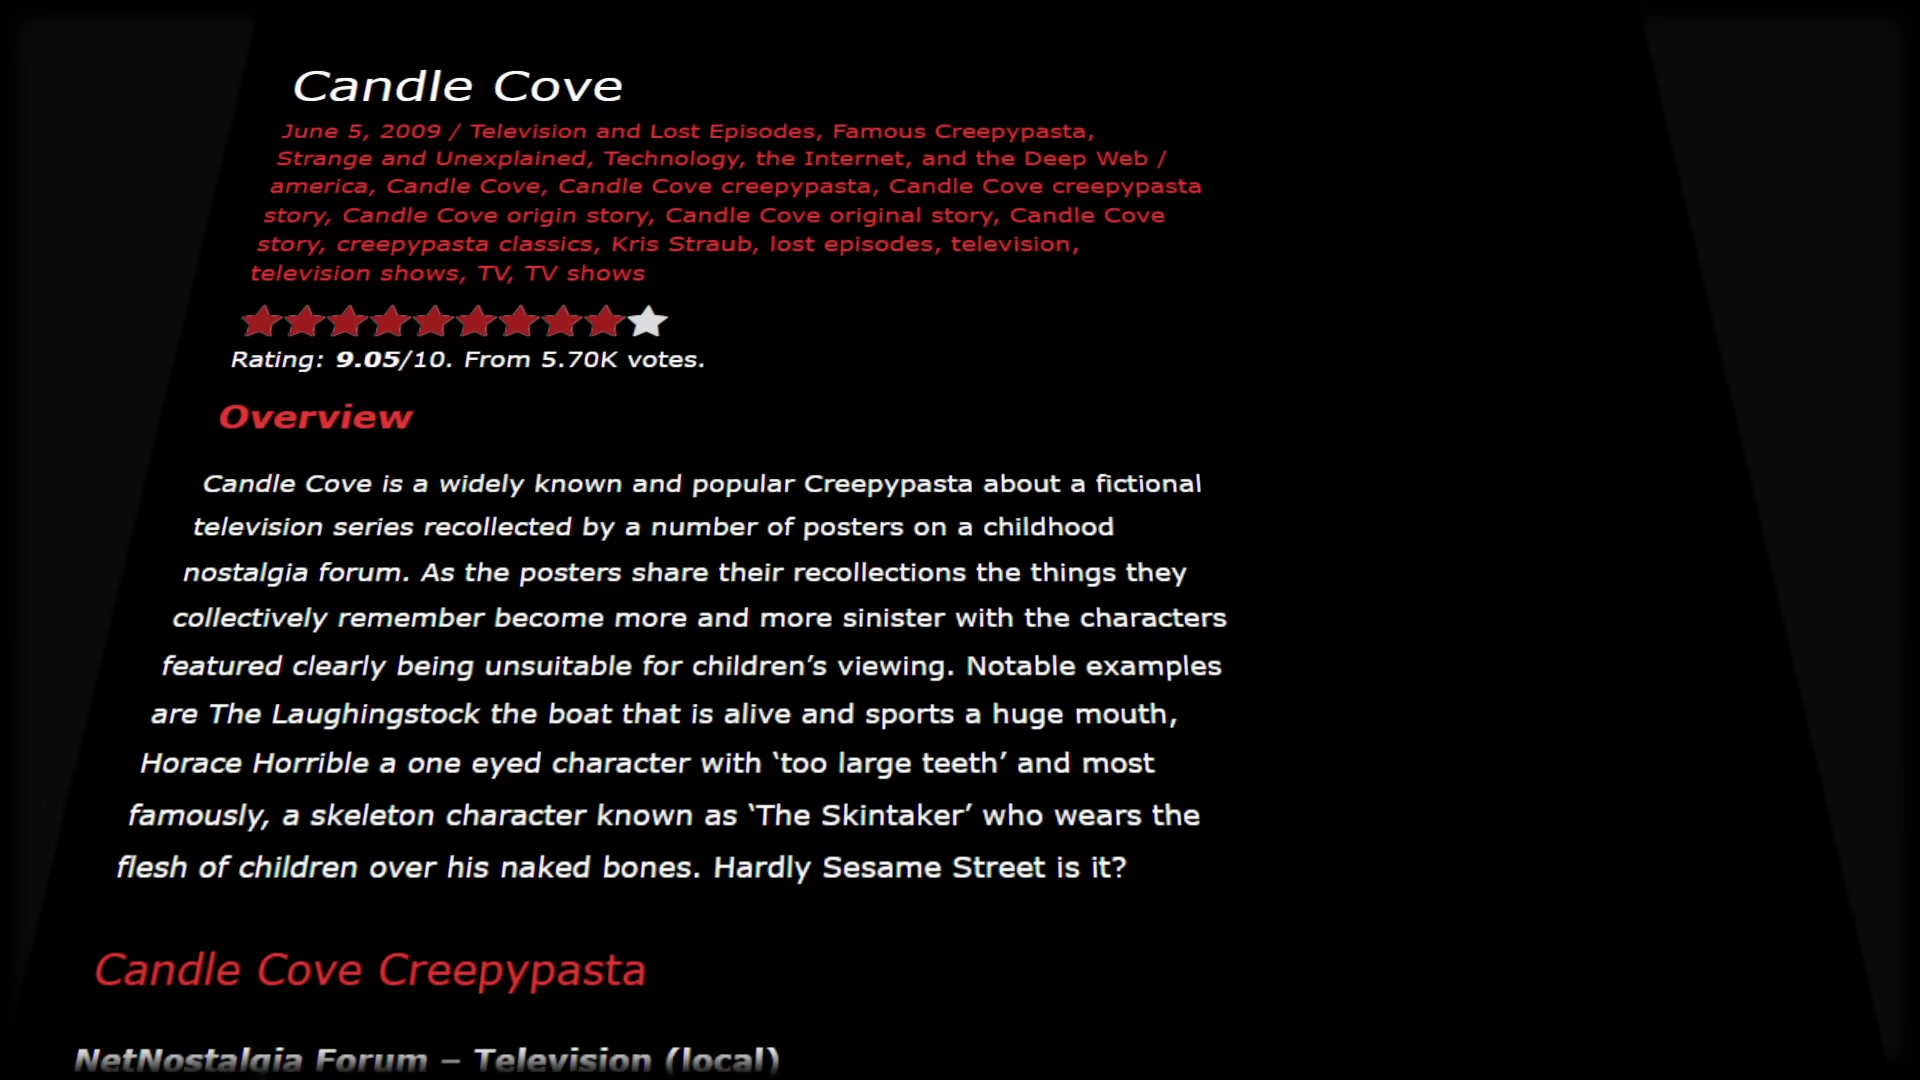 Candle Cove
June 5, 2009 / Television and Lost Episodes, Famous Creepypasta,
Strange and Unexplained, Technology, the Internet, and the Deep Web /
america, Candle Cove, Candle Cove creepypasta, Candle Cove creepypasta
story, Candle Cove origin story, Candle Cove original story, Candle Cove
story, creepypasta classics, Kris Straub, lost episodes, television,
television shows, TV, TV shows
Rating: 9.05/10. From 5.70K votes.
Overview
Candle Cove is a widely known and popular Creepypasta about a fictional
television series recollected by a number of posters on a childhood
nostalgia forum. As the posters share their recollections the things they
collectively remember become more and more sinister with the characters
featured clearly being unsuitable for children’s viewing. Notable examples
are The Laughingstock the boat that is alive and sports a huge mouth,
Horace Horrible a one eyed character with ‘too large teeth’ and most
famously, a skeleton character known as ‘The Skintaker’ who wears the
flesh of children over his naked bones. Hardly Sesame Street is it?
Candle Cove Creepypasta
NetNostalgia Forum – Television (local)